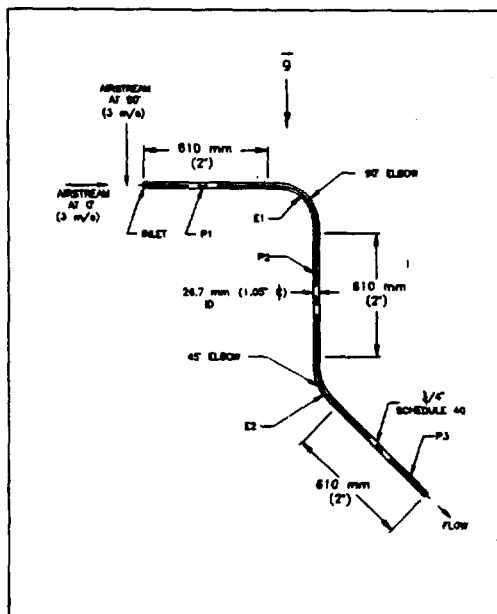 g
AIRSTREAM
AT 90°
(3 m/s)
610 mm
(2")
90° ELBOW
AIRSTREAM
AT 0°
(3 m/s)
E1
INLET
P1
P2
26.7 mm (1.05"
ID
610 mm
(2")
45° ELBOW
E2
3/4"
SCHEDULE 40
P3
610 mm
(2")
FLOW